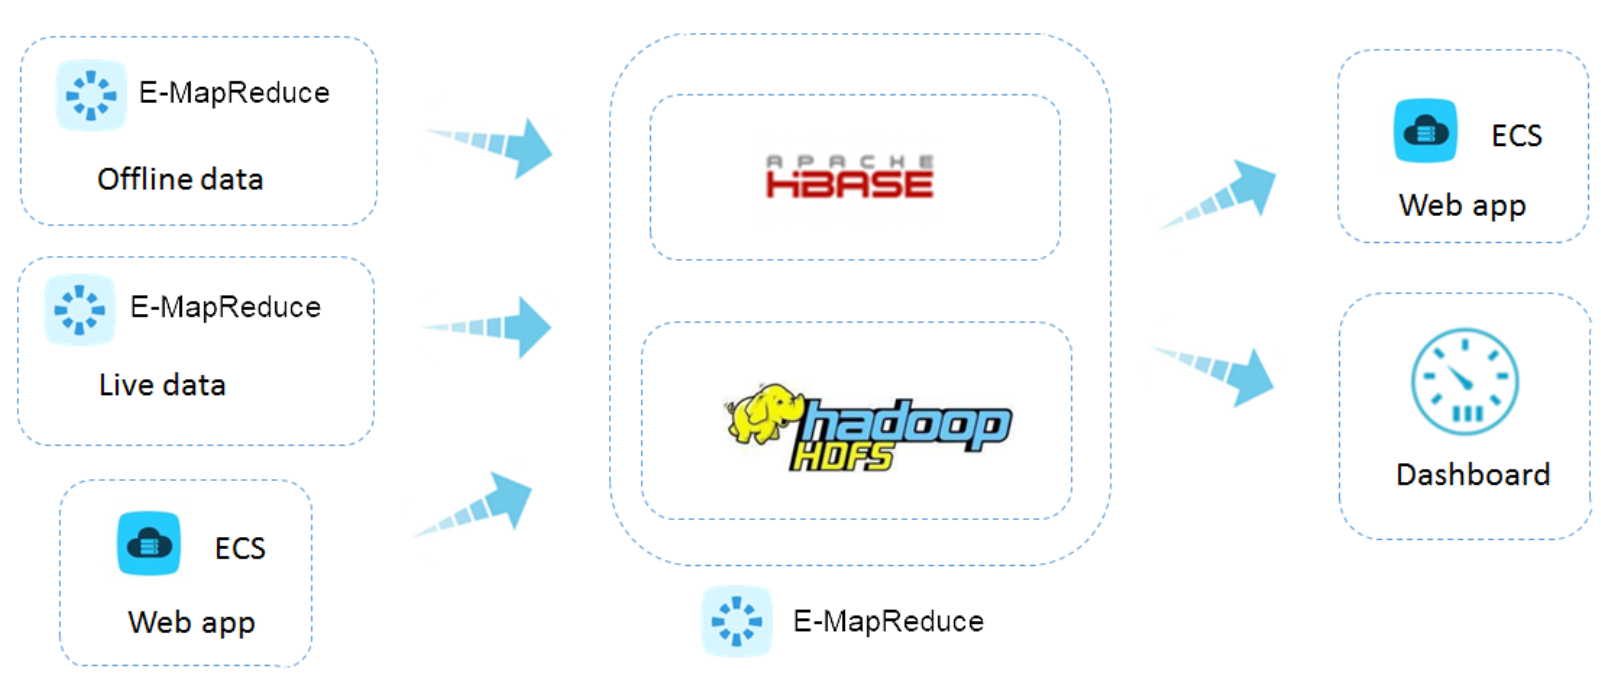 E-MapReduce
Offline data
E-MapReduce
Live data
ECS
Web app
APACHE
HBASE
hadoop
HDFS
E-MapReduce
ECS
Web app
Dashboard